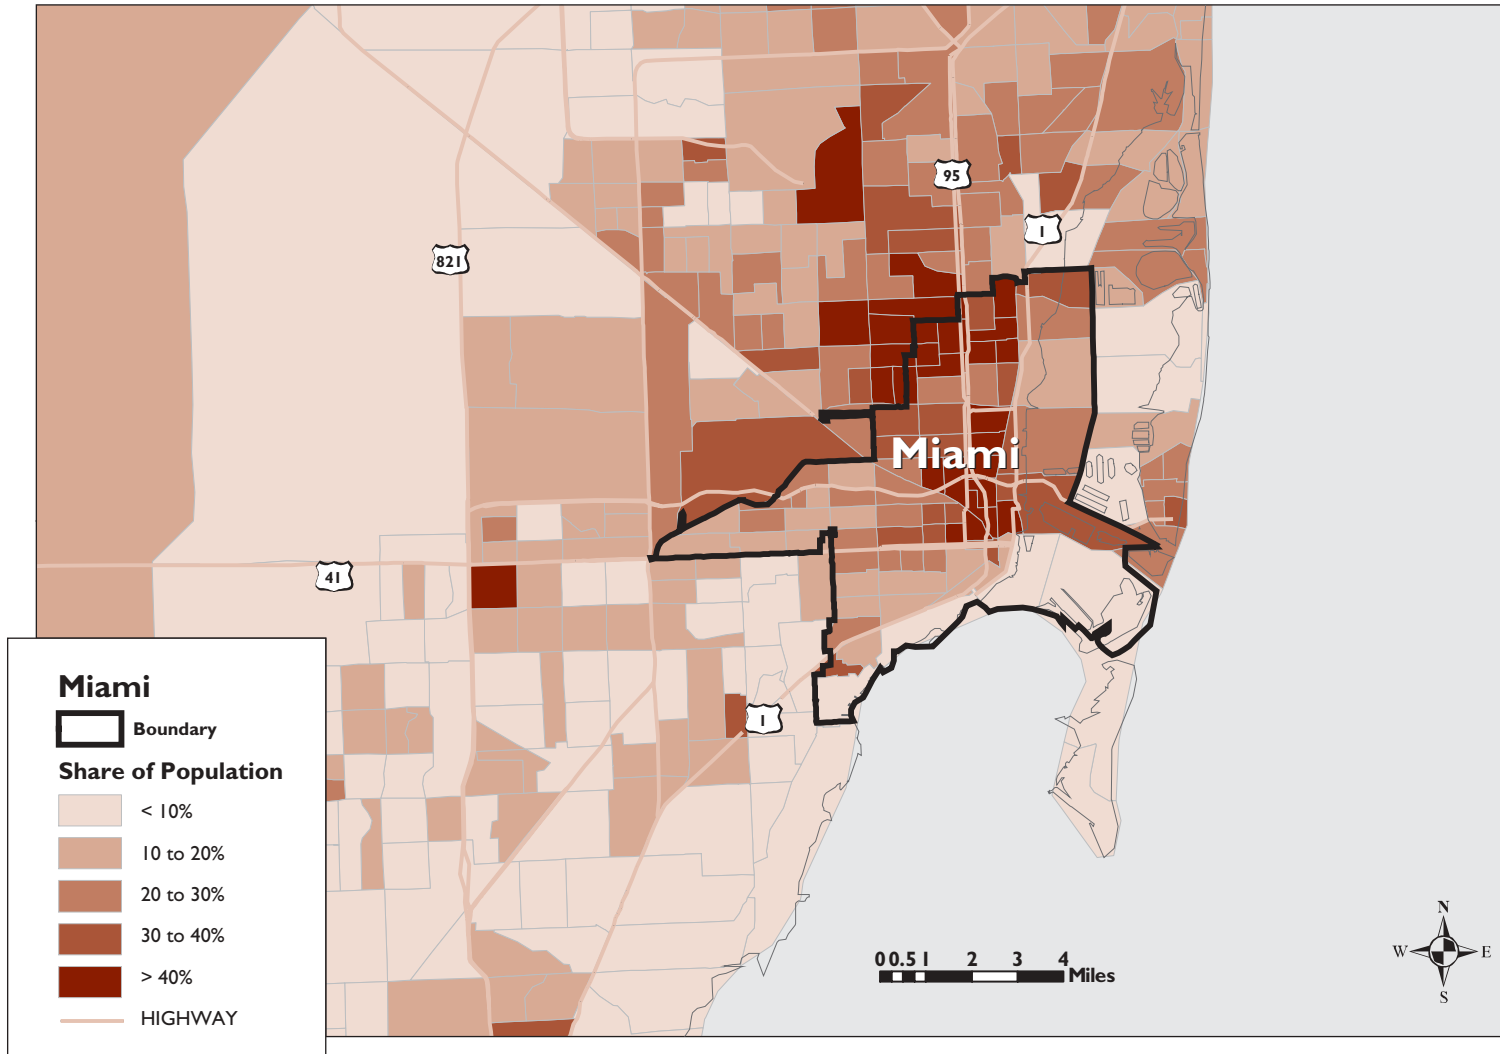 95
1
821
Miami
41
1
Miami
Boundary
Share of Population
< 10%
10 to 20%
20 to 30%
30 to 40%
> 40%
HIGHWAY
0 0.5 1 2 3 4
Miles
N
W E
S